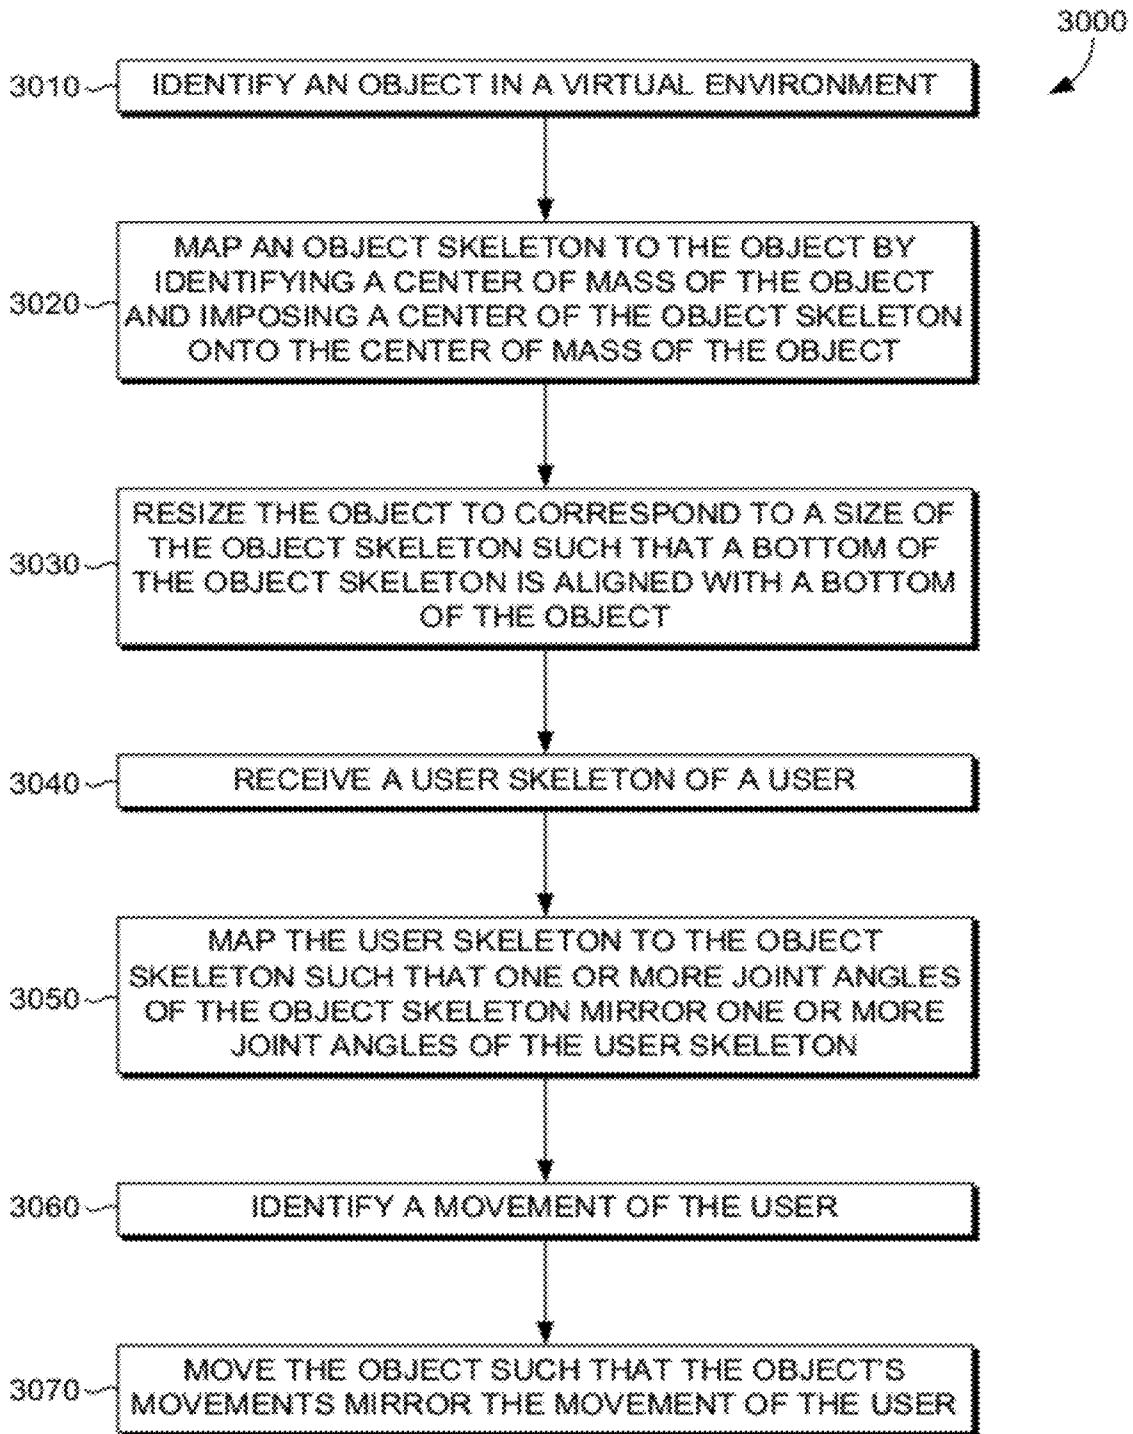 3000
3010 IDENTIFY AN OBJECT IN A VIRTUAL ENVIRONMENT
MAP AN OBJECT SKELETON TO THE OBJECT BY
IDENTIFYING A CENTER OF MASS OF THE OBJECT
3020 AND IMPOSING A CENTER OF THE OBJECT SKELETON
ONTO THE CENTER OF MASS OF THE OBJECT
RESIZE THE OBJECT TO CORRESPOND TO A SIZE OF
3030 THE OBJECT SKELETON SUCH THAT A BOTTOM OF
THE OBJECT SKELETON IS ALIGNED WITH A BOTTOM
OF THE OBJECT
3040 RECEIVE A USER SKELETON OF A USER
MAP THE USER SKELETON TO THE OBJECT
SKELETON SUCH THAT ONE OR MORE JOINT ANGLES
3050 OF THE OBJECT SKELETON MIRROR ONE OR MORE
JOINT ANGLES OF THE USER SKELETON
3060 IDENTIFY A MOVEMENT OF THE USER
MOVE THE OBJECT SUCH THAT THE OBJECT'S
3070 MOVEMENTS MIRROR THE MOVEMENT OF THE USER